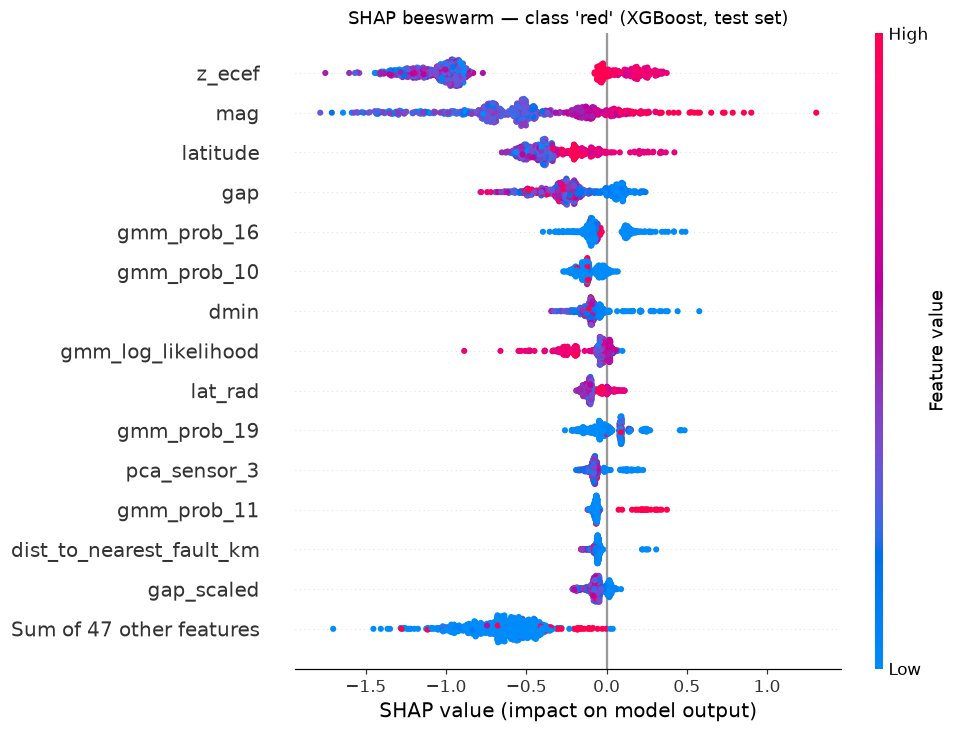 SHAP beeswarm — class 'red' (XGBoost, test set)
High
z_ecef
mag
latitude
gap
gmm_prob_16
gmm_prob_10
dmin
gmm_log_likelihood
lat_rad
gmm_prob_19
pca_sensor_3
gmm_prob_11
dist_to_nearest_fault_km
gap_scaled
Sum of 47 other features
Feature value
Low
−1.5 −1.0 −0.5 0.0 0.5 1.0
SHAP value (impact on model output)